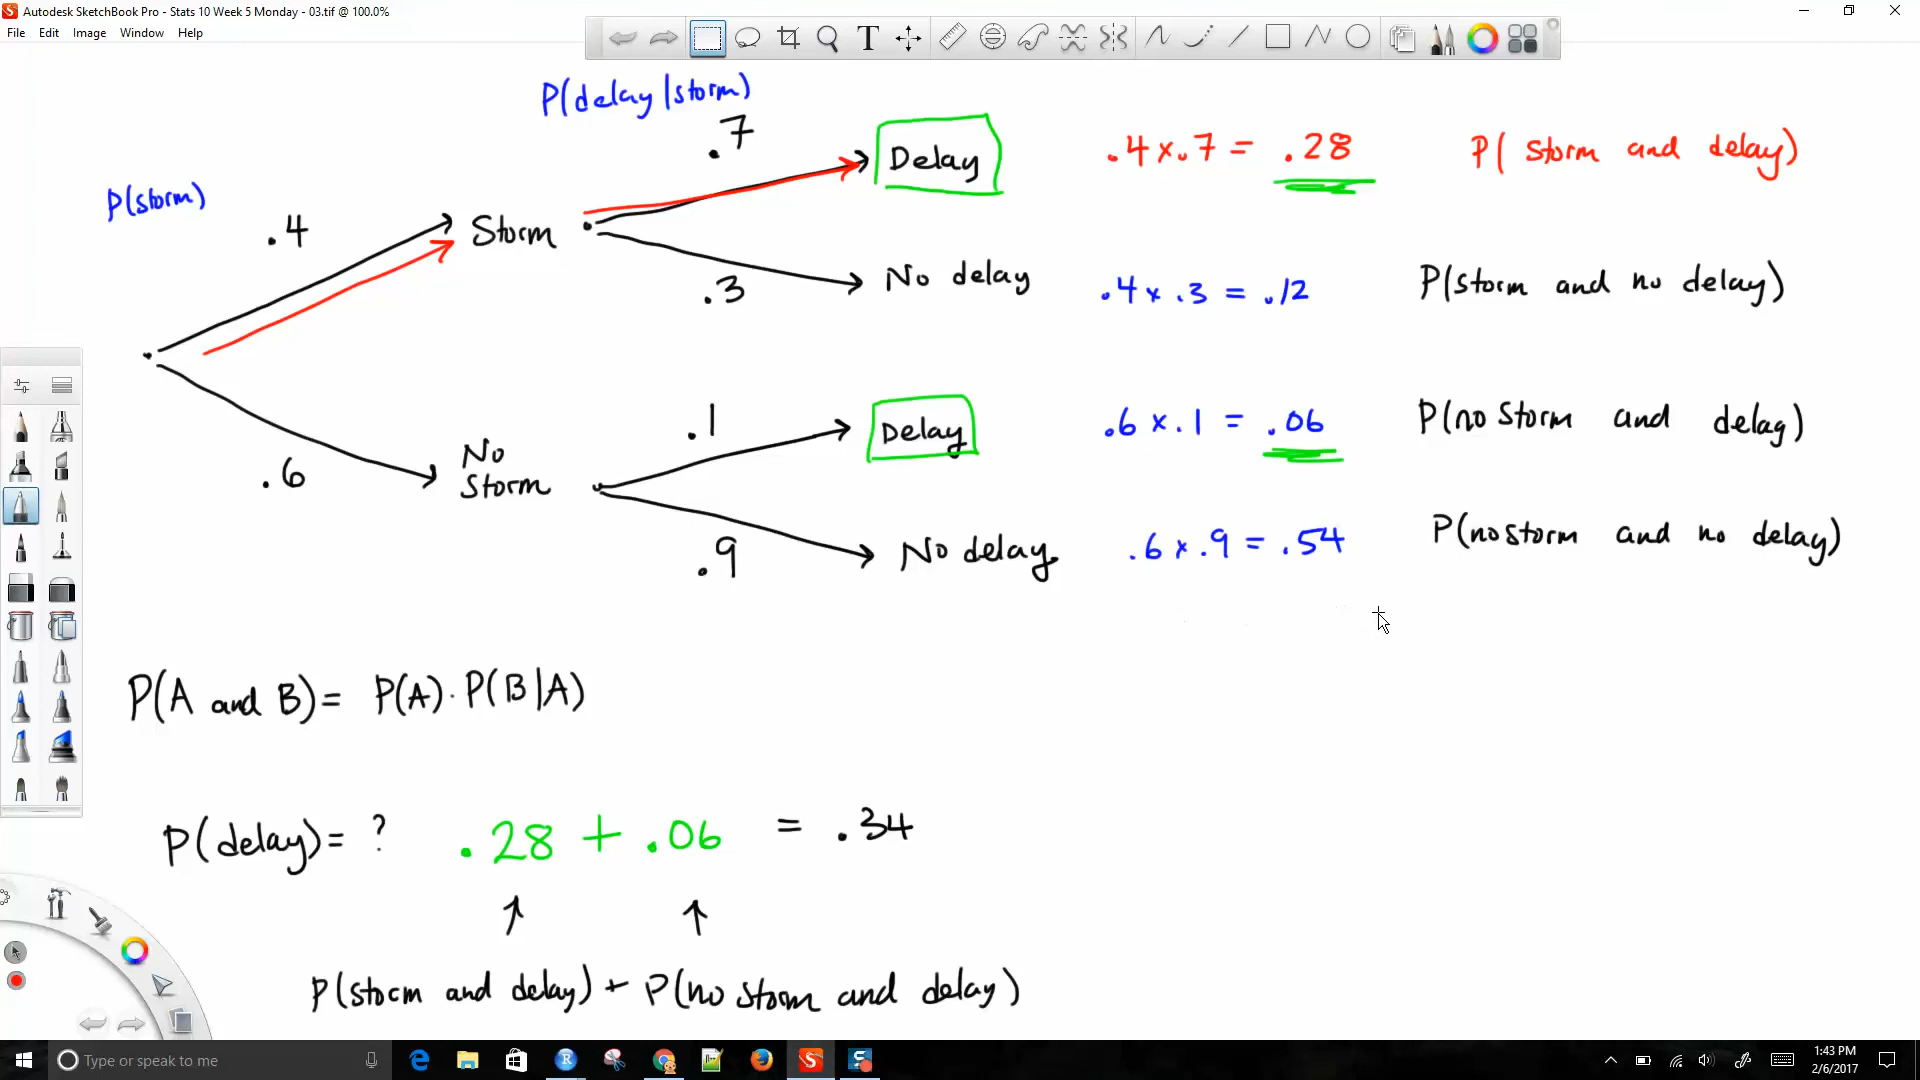 Autodesk SketchBook Pro - Stats 10 Week 5 Monday - 03.tif @ 100.0%
File Edit Image Window Help
T
P(delay|storm)
.7
Delay
.4 x .7 = .28
P( storm and delay)
P(storm)
.4
Storm
.3
No delay
.4 x .3 = .12
P(storm and no delay)
.1
Delay
.6 x .1 = .06
P(no storm and delay)
.6
No
Storm
.9
No delay
.6 x .9 = .54
P(no storm and no delay)
P(A and B)= P(A)·P(B|A)
P(delay)= ? .28 + .06 = .34
↑ ↑
P(storm and delay) + P(no storm and delay)
Type or speak to me
1:43 PM
2/6/2017